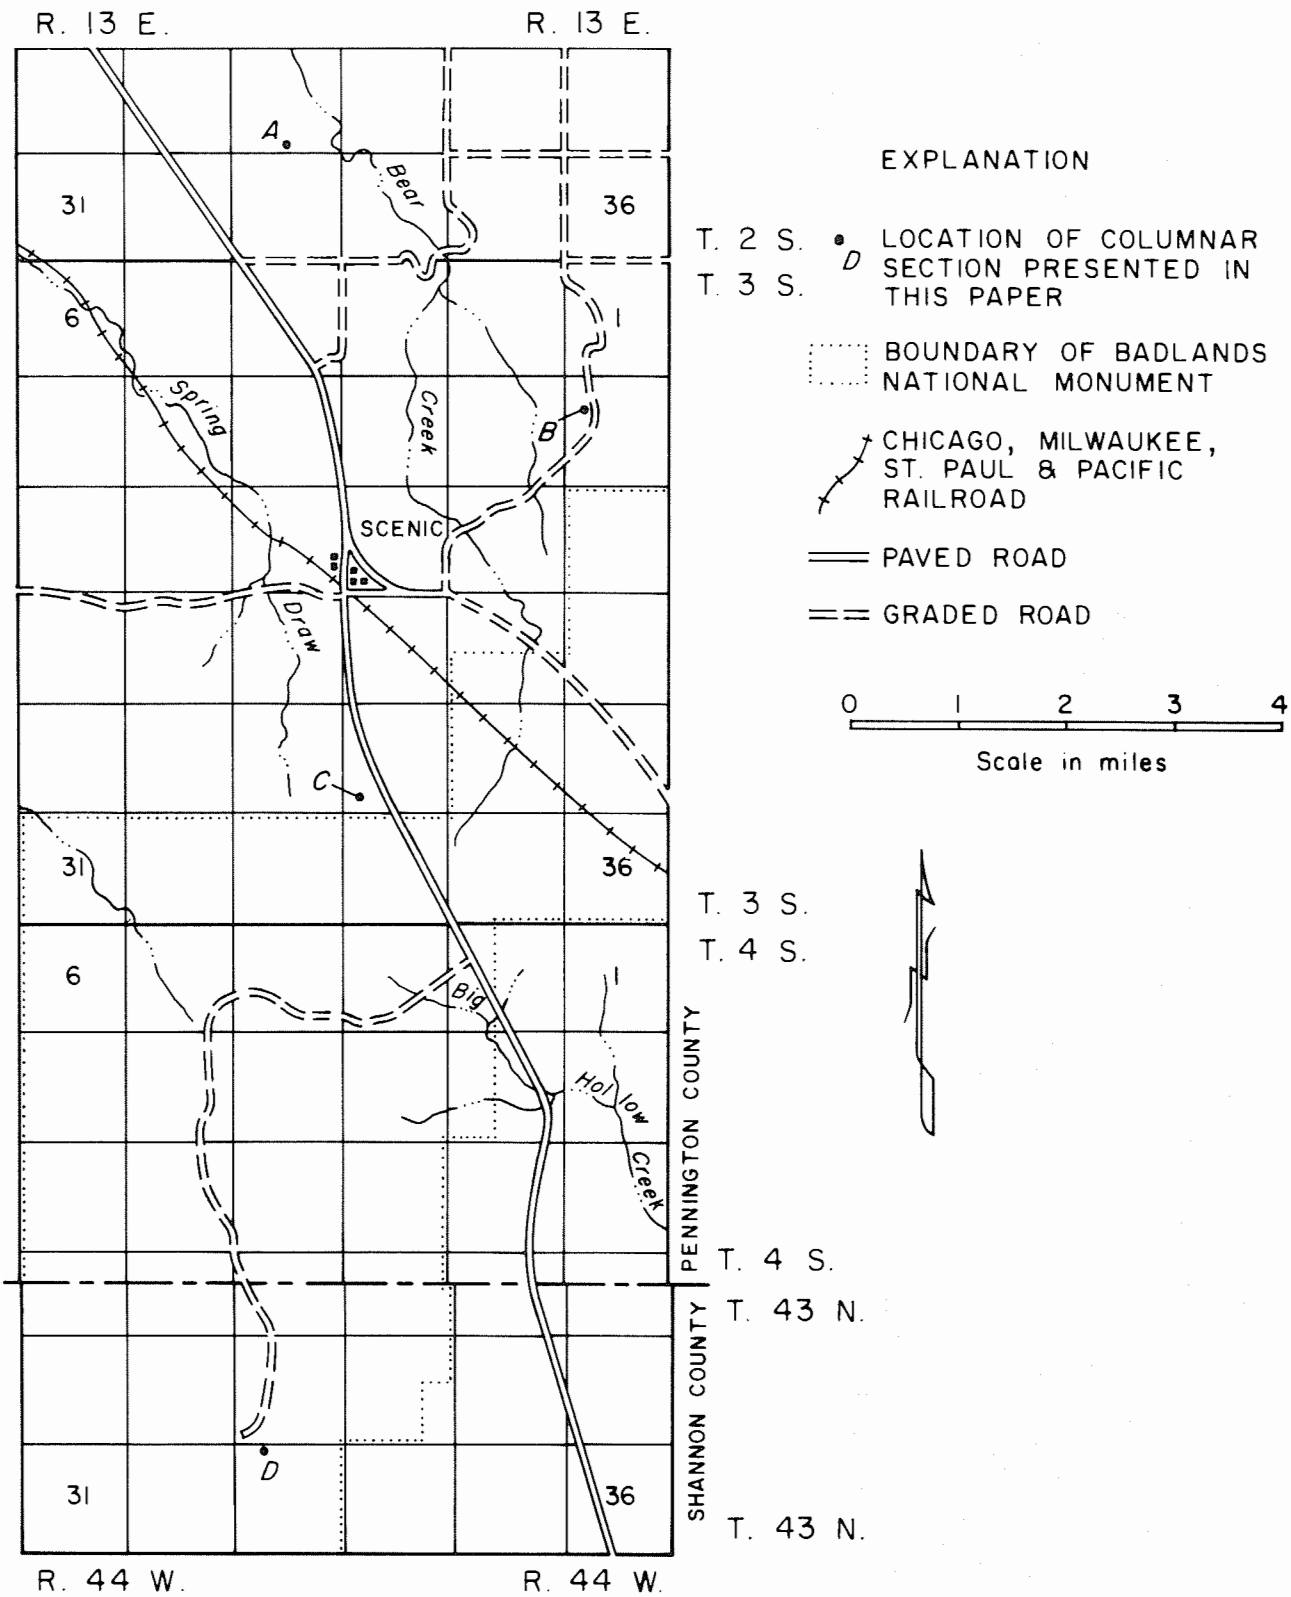 R. 13 E.
R. 13 E.
A
Bear
31
36
T. 2 S.
T. 3 S.
6
1
Spring
Creek
B
SCENIC
Draw
C
31
36
T. 3 S.
T. 4 S.
6
1
Big
Hollow
Creek
PENNINGTON COUNTY
T. 4 S.
T. 43 N.
SHANNON COUNTY
D
31
36
T. 43 N.
R. 44 W.
R. 44 W.
EXPLANATION
D
LOCATION OF COLUMNAR
SECTION PRESENTED IN
THIS PAPER
BOUNDARY OF BADLANDS
NATIONAL MONUMENT
CHICAGO, MILWAUKEE,
ST. PAUL & PACIFIC
RAILROAD
PAVED ROAD
GRADED ROAD
0 1 2 3 4
Scale in miles